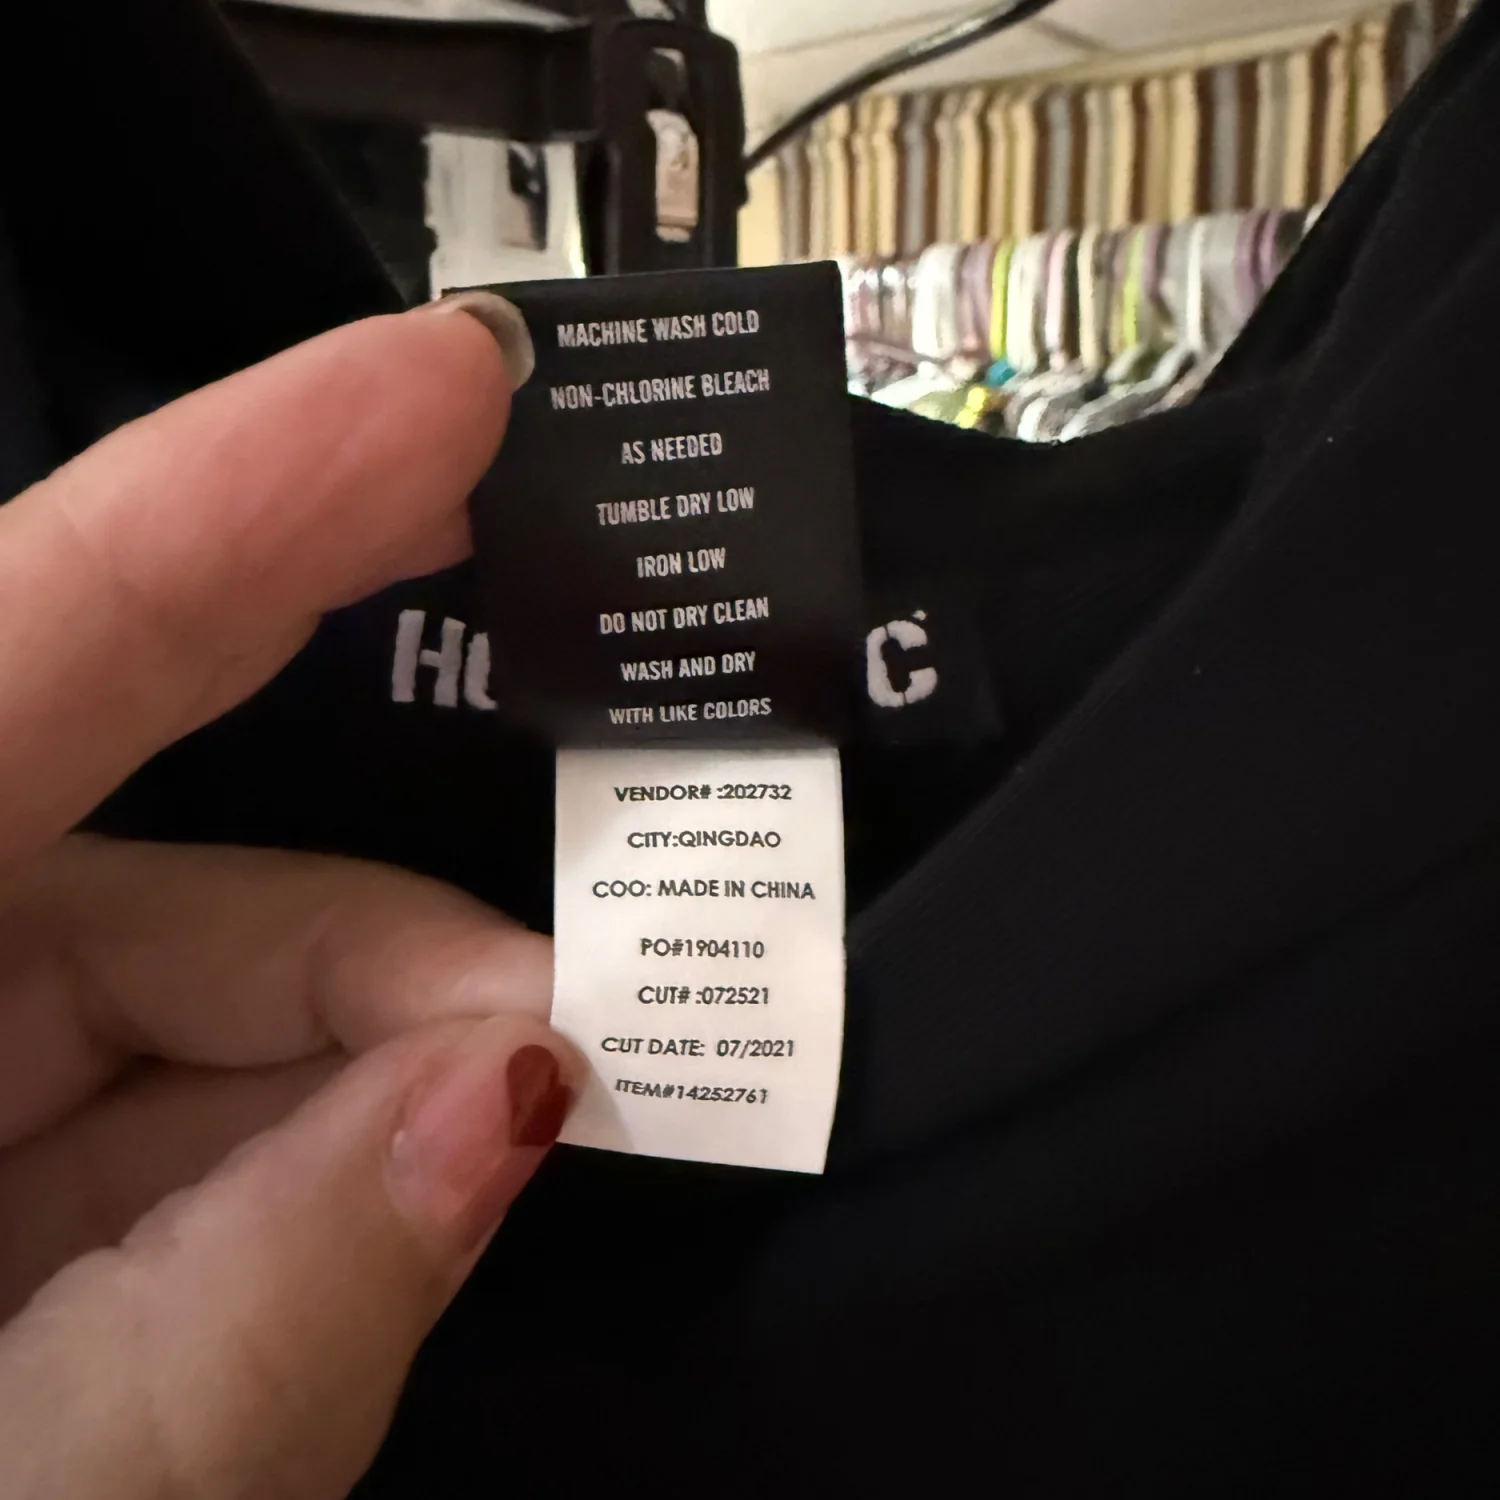 MACHINE WASH COLD
NON-CHLORINE BLEACH
AS NEEDED
TUMBLE DRY LOW
IRON LOW
DO NOT DRY CLEAN
WASH AND DRY
WITH LIKE COLORS
VENDOR# :202732
CITY:QINGDAO
COO: MADE IN CHINA
PO#1904110
CUT# :072521
CUT DATE: 07/2021
ITEM#14252761